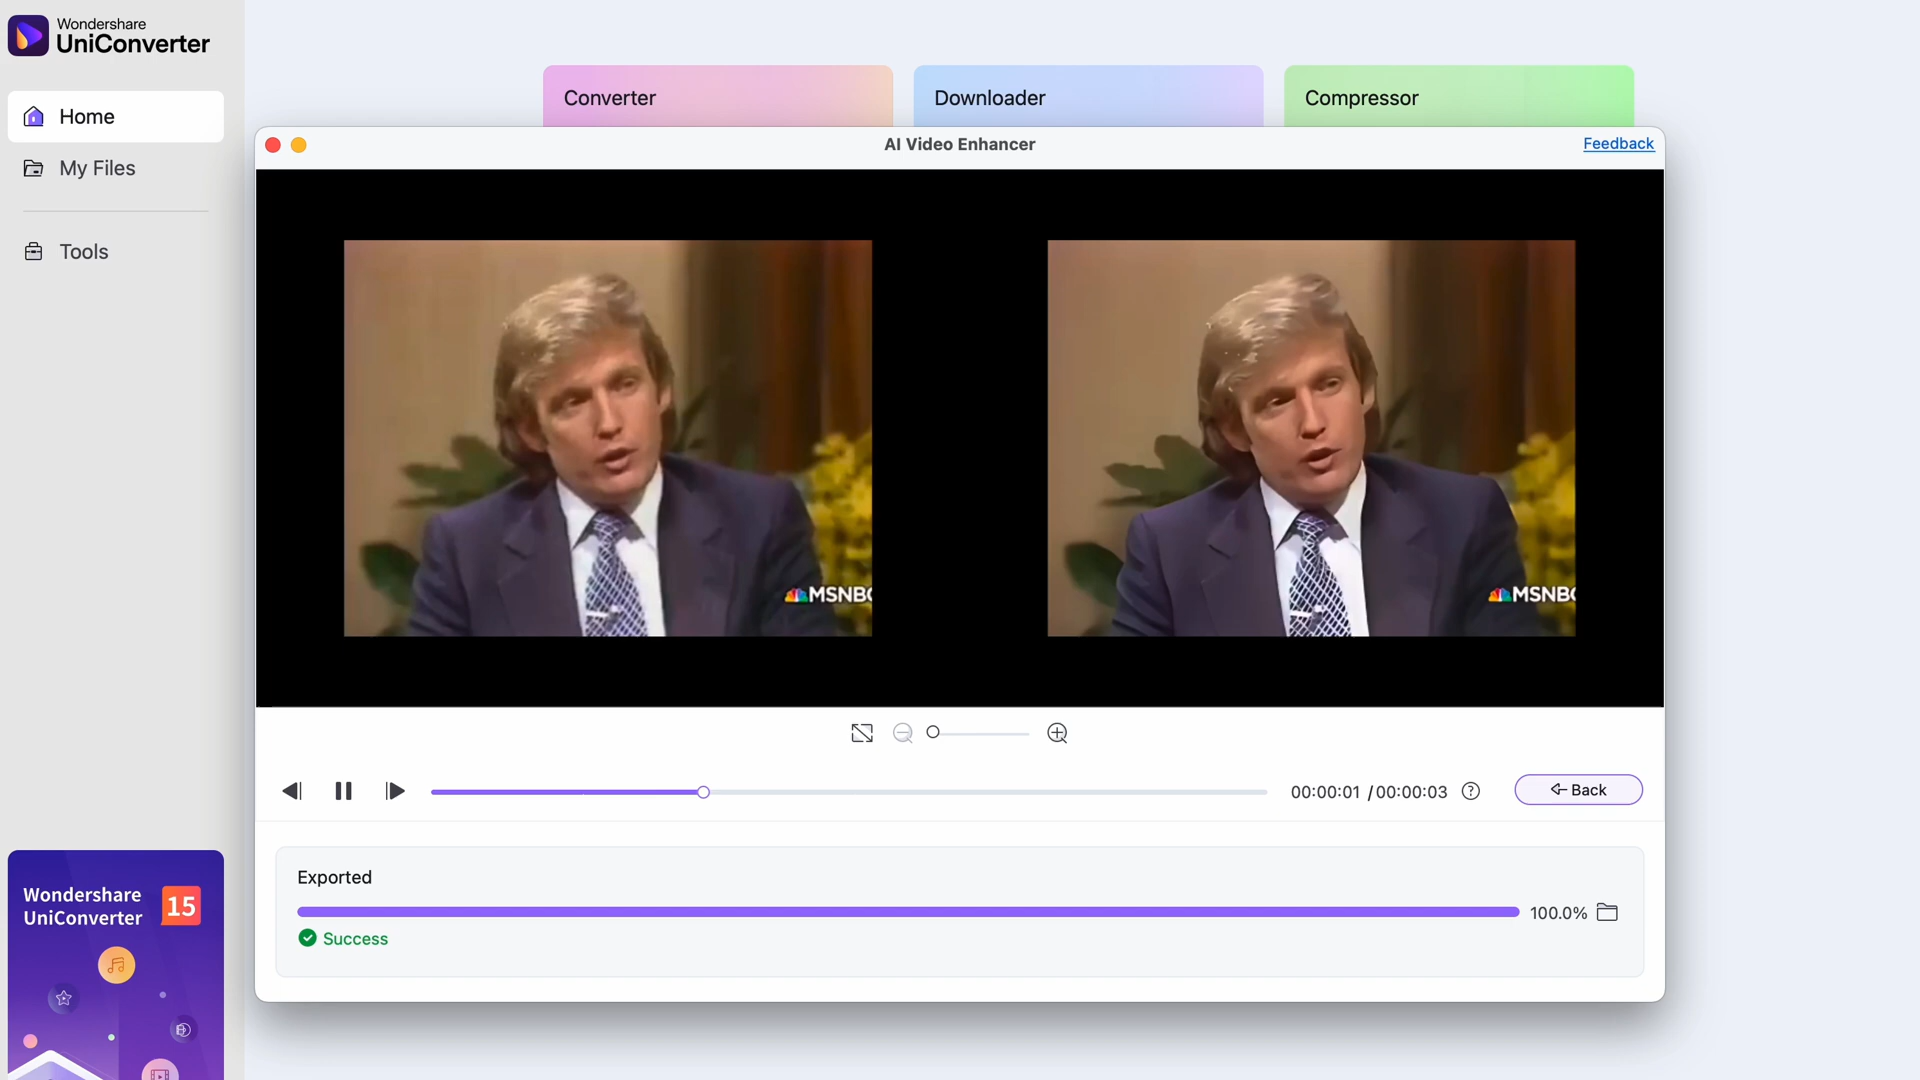 Wondershare
UniConverter
Home
My Files
Tools
Converter
Downloader
Compressor
AI Video Enhancer
Feedback
MSNBC
MSNBC
00:00:01 /00:00:03
Back
Exported
100.0%
Success
Wondershare
UniConverter
15